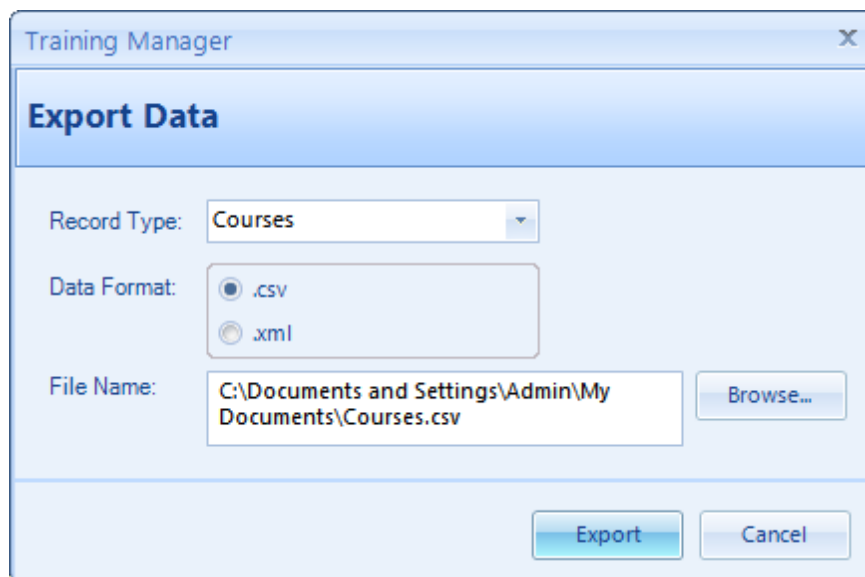 Training Manager
Export Data
Record Type: Courses
Data Format: .csv
.xml
File Name: C:\Documents and Settings\Admin\My
Documents\Courses.csv
Browse...
Export Cancel